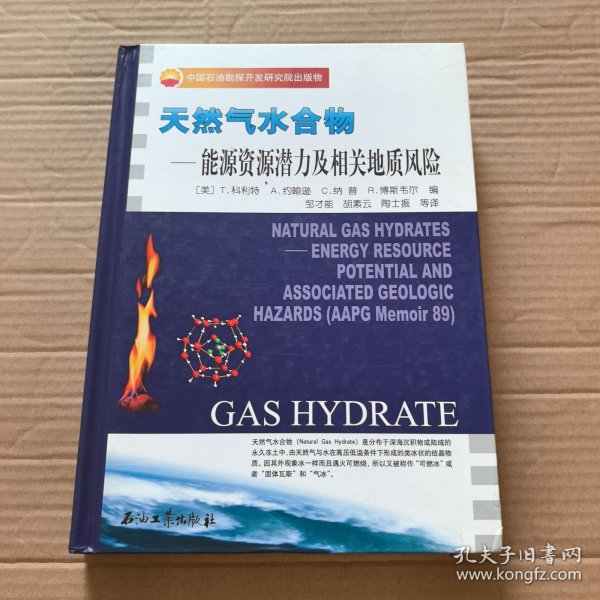 中国石油勘探开发研究院出版物
天然气水合物
——能源资源潜力及相关地质风险
[美] T.科利特 A.约翰逊 C.纳普 R.博斯韦尔 编
邹才能 胡素云 陶士振 等译
NATURAL GAS HYDRATES
——ENERGY RESOURCE
POTENTIAL AND
ASSOCIATED GEOLOGIC
HAZARDS (AAPG Memoir 89)
GAS HYDRATE
天然气水合物 (Natural Gas Hydrate) 是分布于深海沉积物或陆域的
永久冻土中,由天然气与水在高压低温条件下形成的类冰状的结晶物
质。因其外观象冰一样而且遇火可燃烧,所以又被称作“可燃冰”或
者“固体瓦斯”和“气冰”。
石油工业出版社
孔夫子旧书网
www.kongfz.com